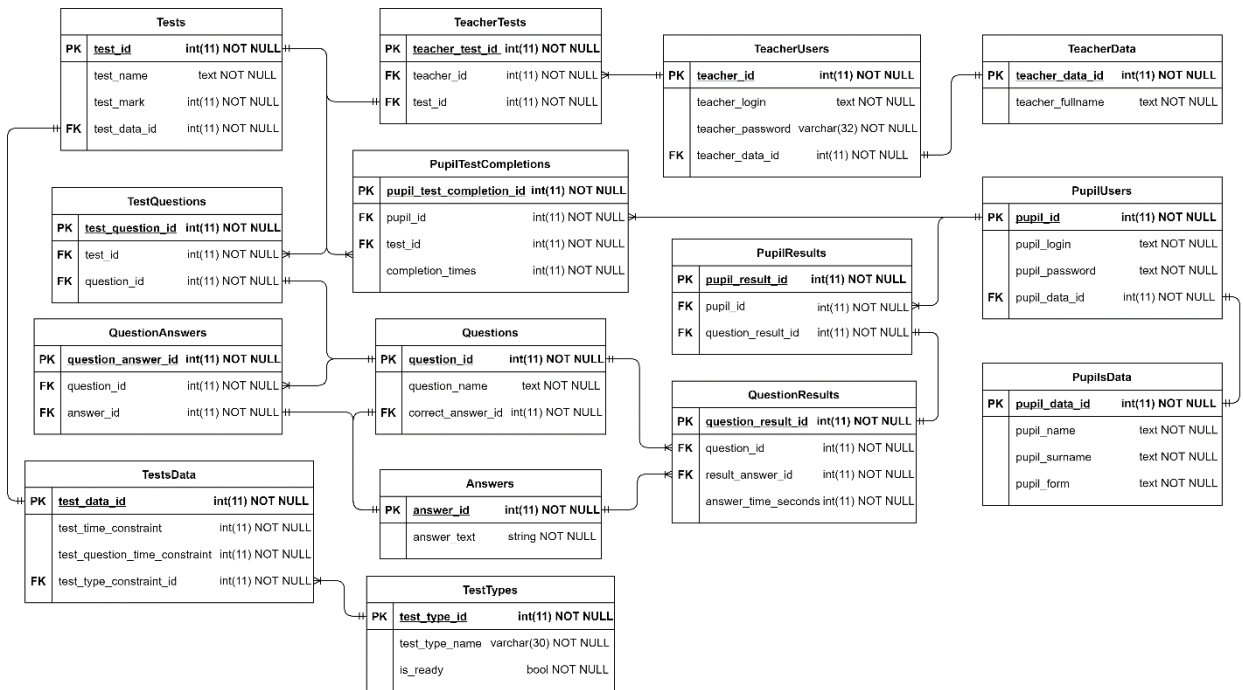 Tests
PK test_id int(11) NOT NULL
test_name text NOT NULL
test_mark int(11) NOT NULL
FK test_data_id int(11) NOT NULL
TeacherTests
PK teacher_test_id int(11) NOT NULL
FK teacher_id int(11) NOT NULL
FK test_id int(11) NOT NULL
TeacherUsers
PK teacher_id int(11) NOT NULL
teacher_login text NOT NULL
teacher_password varchar(32) NOT NULL
FK teacher_data_id int(11) NOT NULL
TeacherData
PK teacher_data_id int(11) NOT NULL
teacher_fullname text NOT NULL
PupilTestCompletions
PK pupil_test_completion_id int(11) NOT NULL
FK pupil_id int(11) NOT NULL
FK test_id int(11) NOT NULL
completion_times int(11) NOT NULL
TestQuestions
PK test_question_id int(11) NOT NULL
FK test_id int(11) NOT NULL
FK question_id int(11) NOT NULL
PupilUsers
PK pupil_id int(11) NOT NULL
pupil_login text NOT NULL
pupil_password text NOT NULL
FK pupil_data_id int(11) NOT NULL
PupilResults
PK pupil_result_id int(11) NOT NULL
FK pupil_id int(11) NOT NULL
FK question_result_id int(11) NOT NULL
QuestionAnswers
PK question_answer_id int(11) NOT NULL
FK question_id int(11) NOT NULL
FK answer_id int(11) NOT NULL
Questions
PK question_id int(11) NOT NULL
question_name text NOT NULL
FK correct_answer_id int(11) NOT NULL
QuestionResults
PK question_result_id int(11) NOT NULL
FK question_id int(11) NOT NULL
FK result_answer_id int(11) NOT NULL
answer_time_seconds int(11) NOT NULL
PupilsData
PK pupil_data_id int(11) NOT NULL
pupil_name text NOT NULL
pupil_surname text NOT NULL
pupil_form text NOT NULL
TestsData
PK test_data_id int(11) NOT NULL
test_time_constraint int(11) NOT NULL
test_question_time_constraint int(11) NOT NULL
FK test_type_constraint_id int(11) NOT NULL
Answers
PK answer_id int(11) NOT NULL
answer_text string NOT NULL
TestTypes
PK test_type_id int(11) NOT NULL
test_type_name varchar(30) NOT NULL
is_ready bool NOT NULL